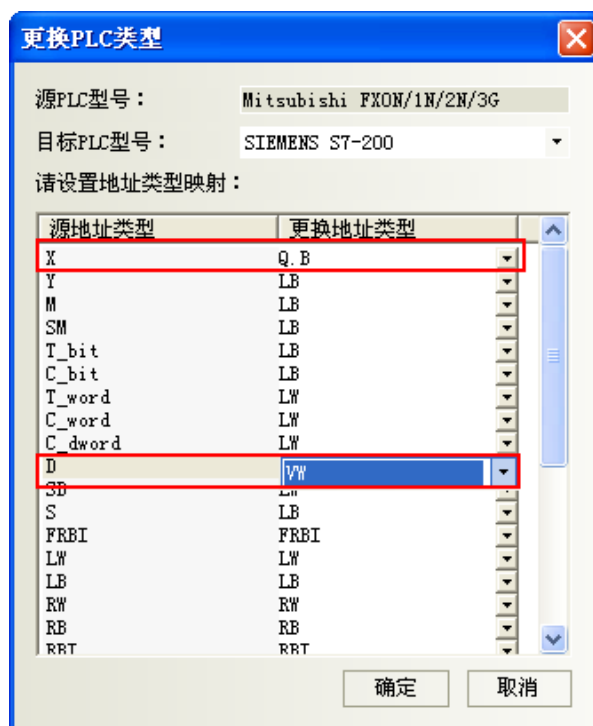 更换PLC类型
源PLC型号： Mitsubishi FX0N/1N/2N/3G
目标PLC型号： SIEMENS S7-200
请设置地址类型映射：
源地址类型 更换地址类型
X Q.B
Y LB
M LB
SM LB
T_bit LB
C_bit LB
T_word LW
C_word LW
C_dword LW
D VW
SD LW
S LB
FRBI FRBI
LW LW
LB LB
RW RW
RB RB
RBI RBI
确定 取消